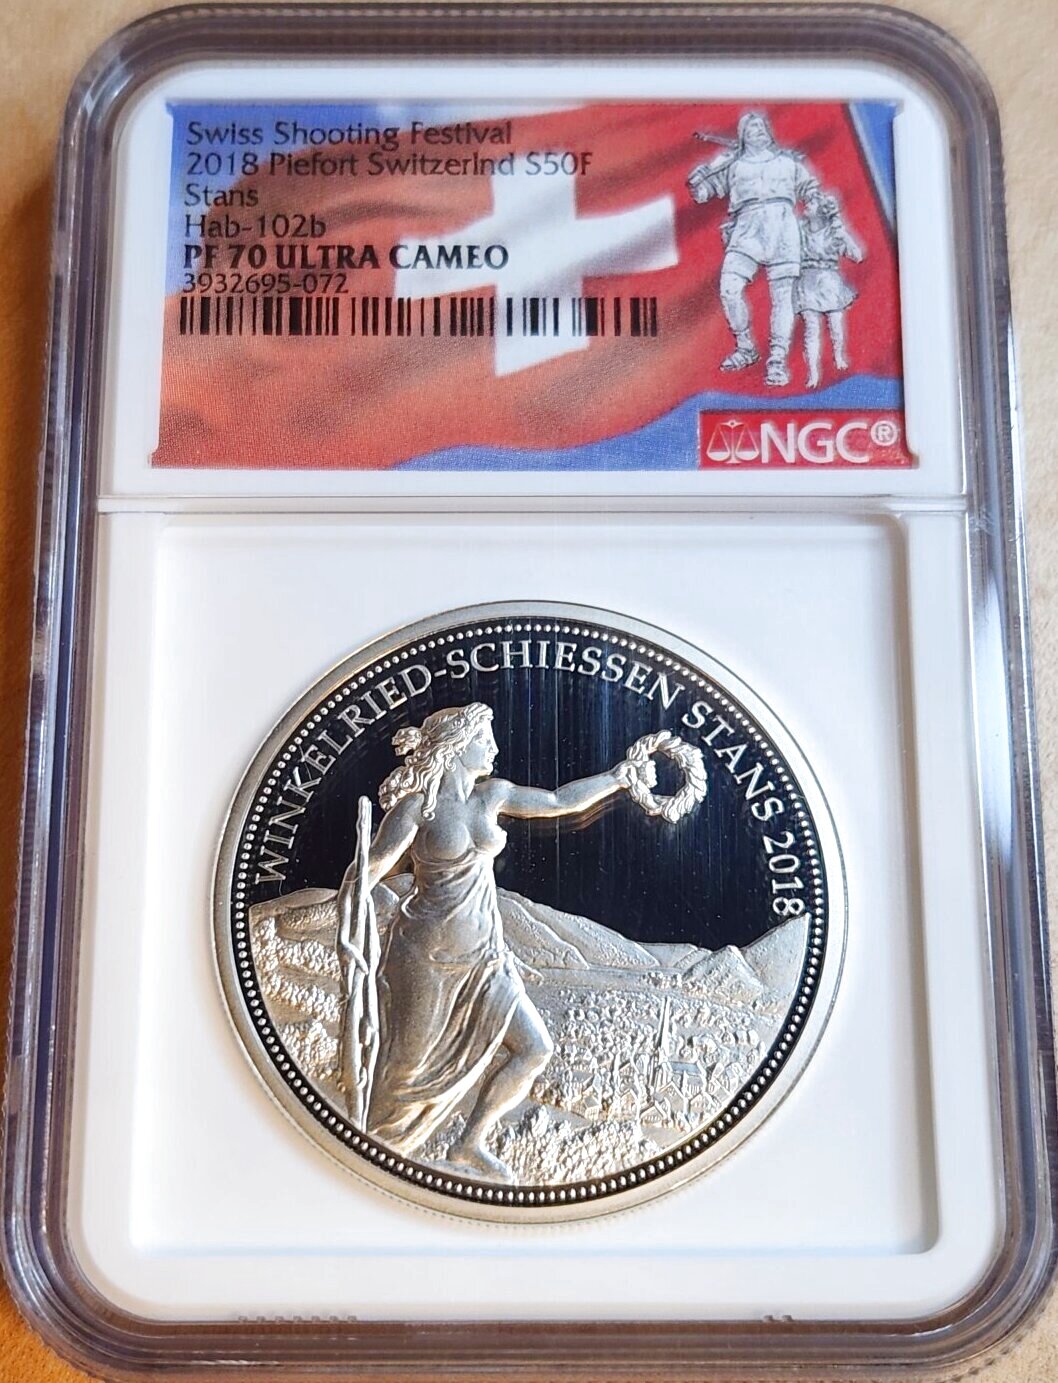 Swiss Shooting Festival
2018 Piefort Switzerlnd S50F
Stans
Hab-102b
PF 70 ULTRA CAMEO
3932695-072
NGC®
WINKELRIED-SCHIESSEN STANS 2018